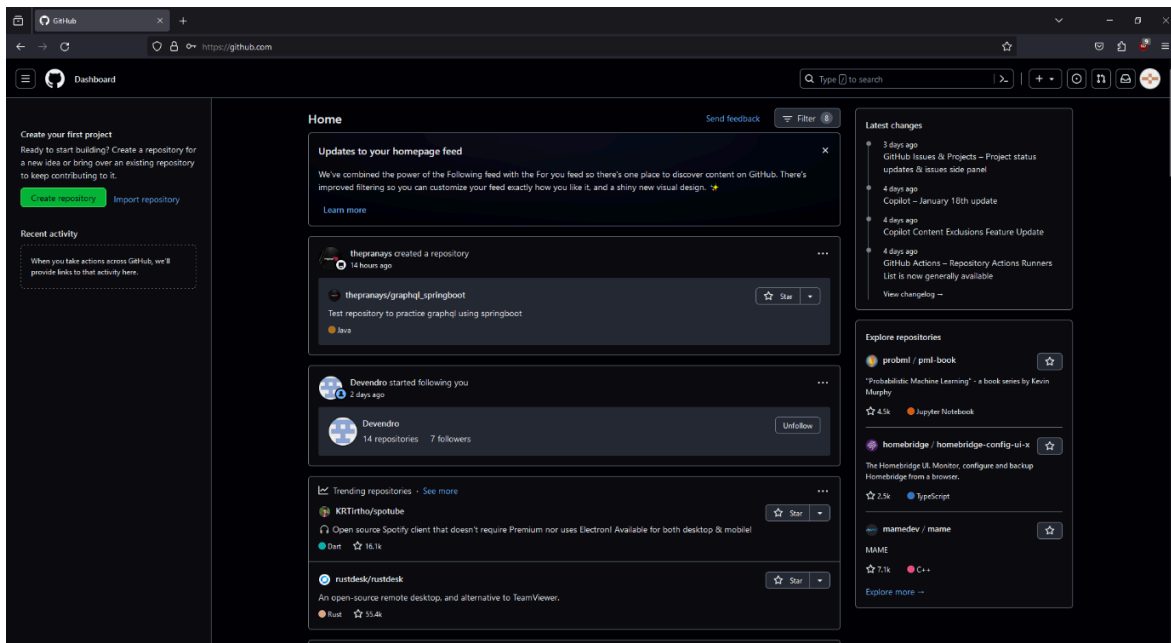 GitHub
https://github.com
9
Dashboard
Type / to search
Create your first project
Ready to start building? Create a repository for
a new idea or bring over an existing repository
to keep contributing to it.
Create repository
Import repository
Recent activity
When you take actions across GitHub, we'll
provide links to that activity here.
Home
Send feedback
Filter 8
Updates to your homepage feed
We've combined the power of the Following feed with the For you feed so there's one place to discover content on GitHub. There's
improved filtering so you can customize your feed exactly how you like it, and a shiny new visual design. ✨
Learn more
thepranays created a repository
14 hours ago
thepranays/graphql_springboot
Star
Test repository to practice graphql using springboot
Java
Devendro started following you
2 days ago
Devendro
14 repositories 7 followers
Unfollow
Trending repositories · See more
KRTirtho/spotube
Star
🎧 Open source Spotify client that doesn't require Premium nor uses Electron! Available for both desktop & mobile!
Dart 16.1k
rustdesk/rustdesk
Star
An open-source remote desktop, and alternative to TeamViewer.
Rust 55.4k
Latest changes
3 days ago
GitHub Issues & Projects – Project status
updates & issues side panel
4 days ago
Copilot – January 18th update
4 days ago
Copilot Content Exclusions Feature Update
4 days ago
GitHub Actions – Repository Actions Runners
List is now generally available
View changelog →
Explore repositories
probml / pml-book
"Probabilistic Machine Learning" - a book series by Kevin
Murphy
4.5k Jupyter Notebook
homebridge / homebridge-config-ui-x
The Homebridge UI. Monitor, configure and backup
Homebridge from a browser.
2.5k TypeScript
mamedev / mame
MAME
7.1k C++
Explore more →